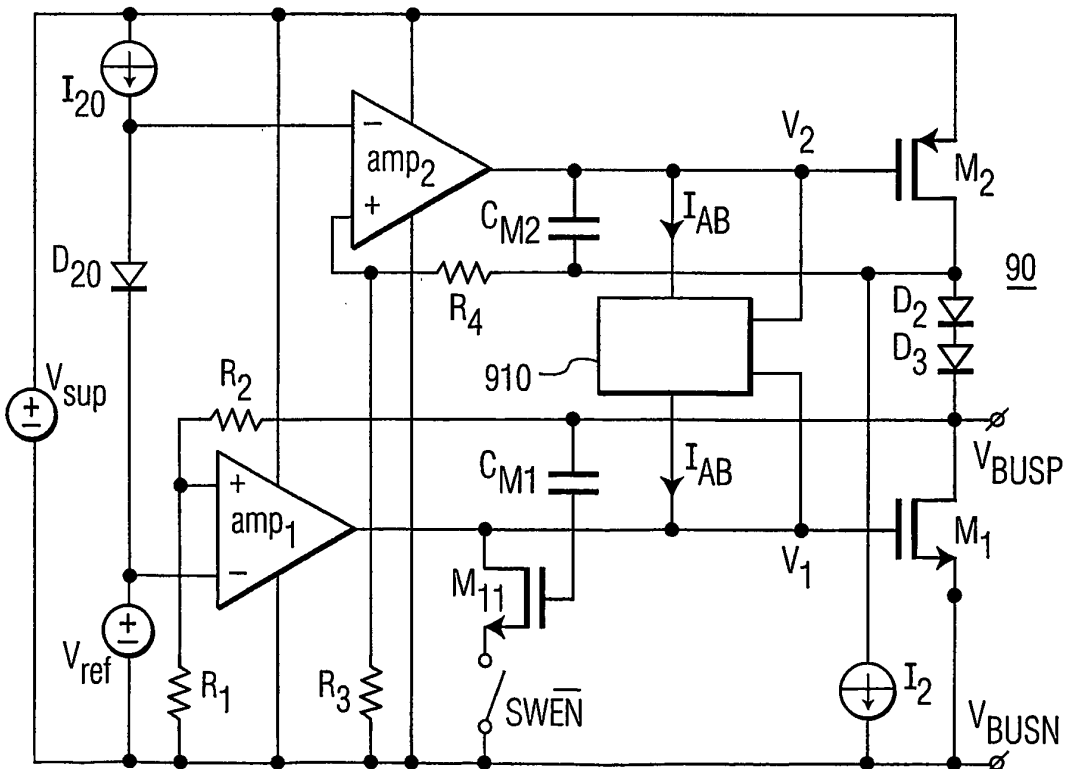 I20
amp2
− +
V2
M2
CM2
IAB
D20
R4
90
D2
D3
910
Vsup
R2
VBUSP
CM1
IAB
amp1
+ −
V1
M1
M11
Vref
R1
R3
SWEN̅
I2
VBUSN